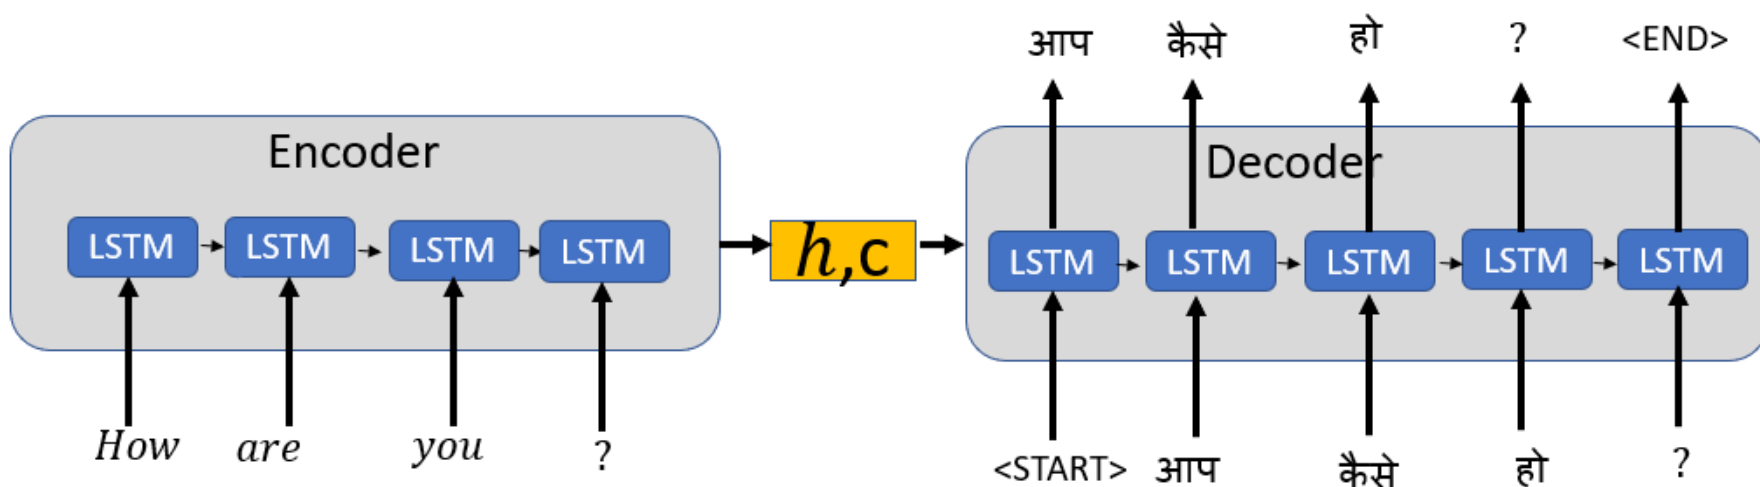 आप कैसे हो ? <END>
Encoder
Decoder
LSTM LSTM LSTM LSTM
h,c
LSTM LSTM LSTM LSTM LSTM
How are you ?
<START> आप कैसे हो ?